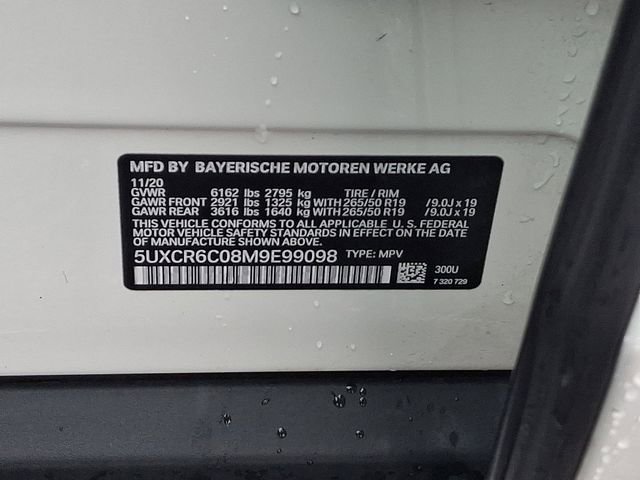 MFD BY BAYERISCHE MOTOREN WERKE AG
11/20
GVWR 6162 lbs 2795 kg TIRE / RIM
GAWR FRONT 2921 lbs 1325 kg WITH 265/50 R19 /9.0J x 19
GAWR REAR 3616 lbs 1640 kg WITH 265/50 R19 /9.0J x 19
THIS VEHICLE CONFORMS TO ALL APPLICABLE U. S. FEDERAL
MOTOR VEHICLE SAFETY STANDARDS IN EFFECT ON THE DATE
OF MANUFACTURE SHOWN ABOVE.
5UXCR6C08M9E99098 TYPE: MPV
300U
7 320 729